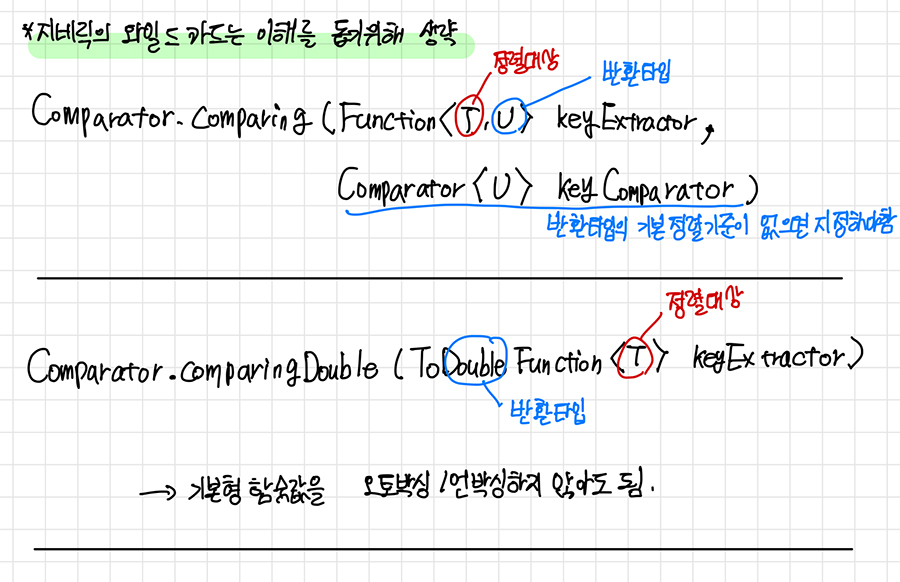 *지네릭의 와일드 카드는 이해를 돕기위해 생략
정렬대상
반환타입
Comparator.comparing (Function<T, U> keyExtractor,
Comparator<U> keyComparator)
반환타입의 기본정렬기준이 없으면 지정해야함
정렬대상
Comparator.comparingDouble (ToDoubleFunction<T> keyExtractor)
반환타입
→ 기본형 함숫값을 오토박싱/언박싱하지 않아도 됨.